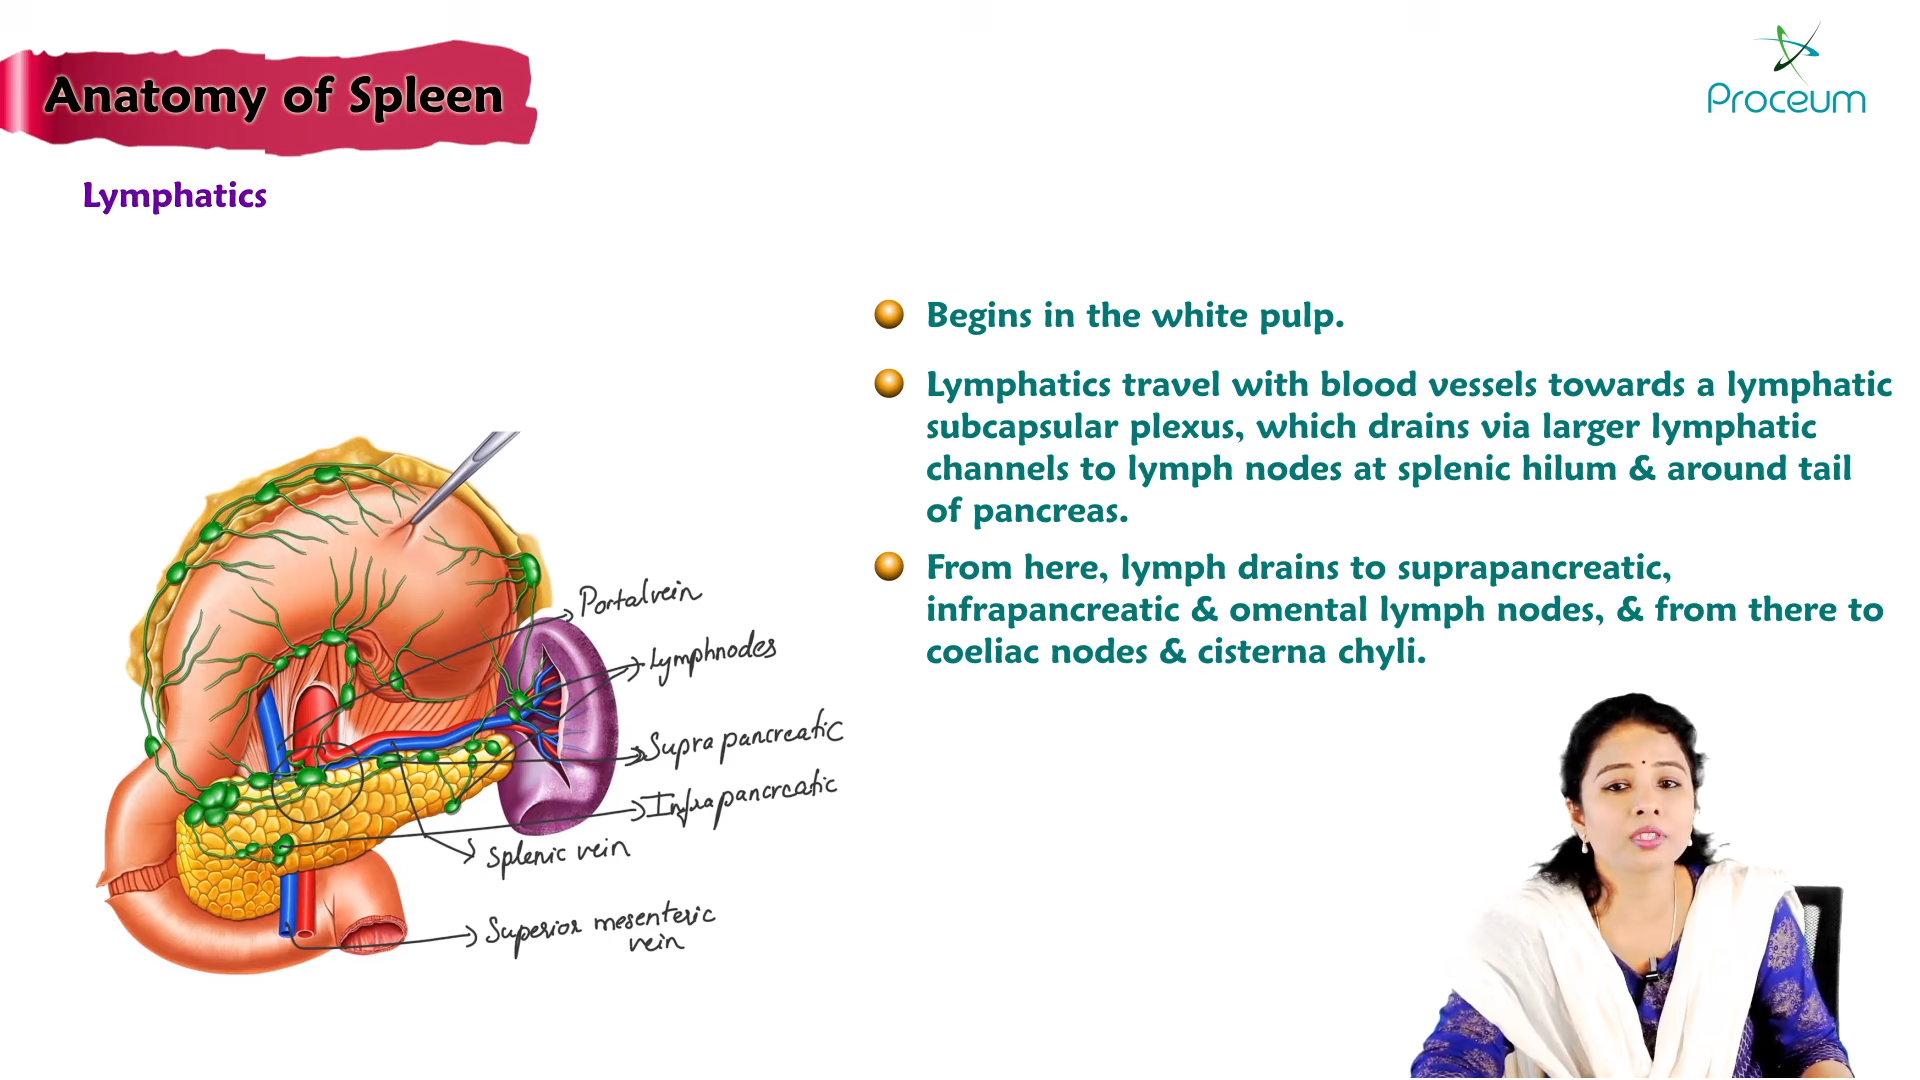 Anatomy of Spleen
Proceum
Lymphatics
Begins in the white pulp.
Lymphatics travel with blood vessels towards a lymphatic
subcapsular plexus, which drains via larger lymphatic
channels to lymph nodes at splenic hilum & around tail
of pancreas.
From here, lymph drains to suprapancreatic,
infrapancreatic & omental lymph nodes, & from there to
coeliac nodes & cisterna chyli.
Portal vein
Lymphnodes
Supra pancreatic
Infrapancreatic
Splenic vein
Superior mesenteric
vein